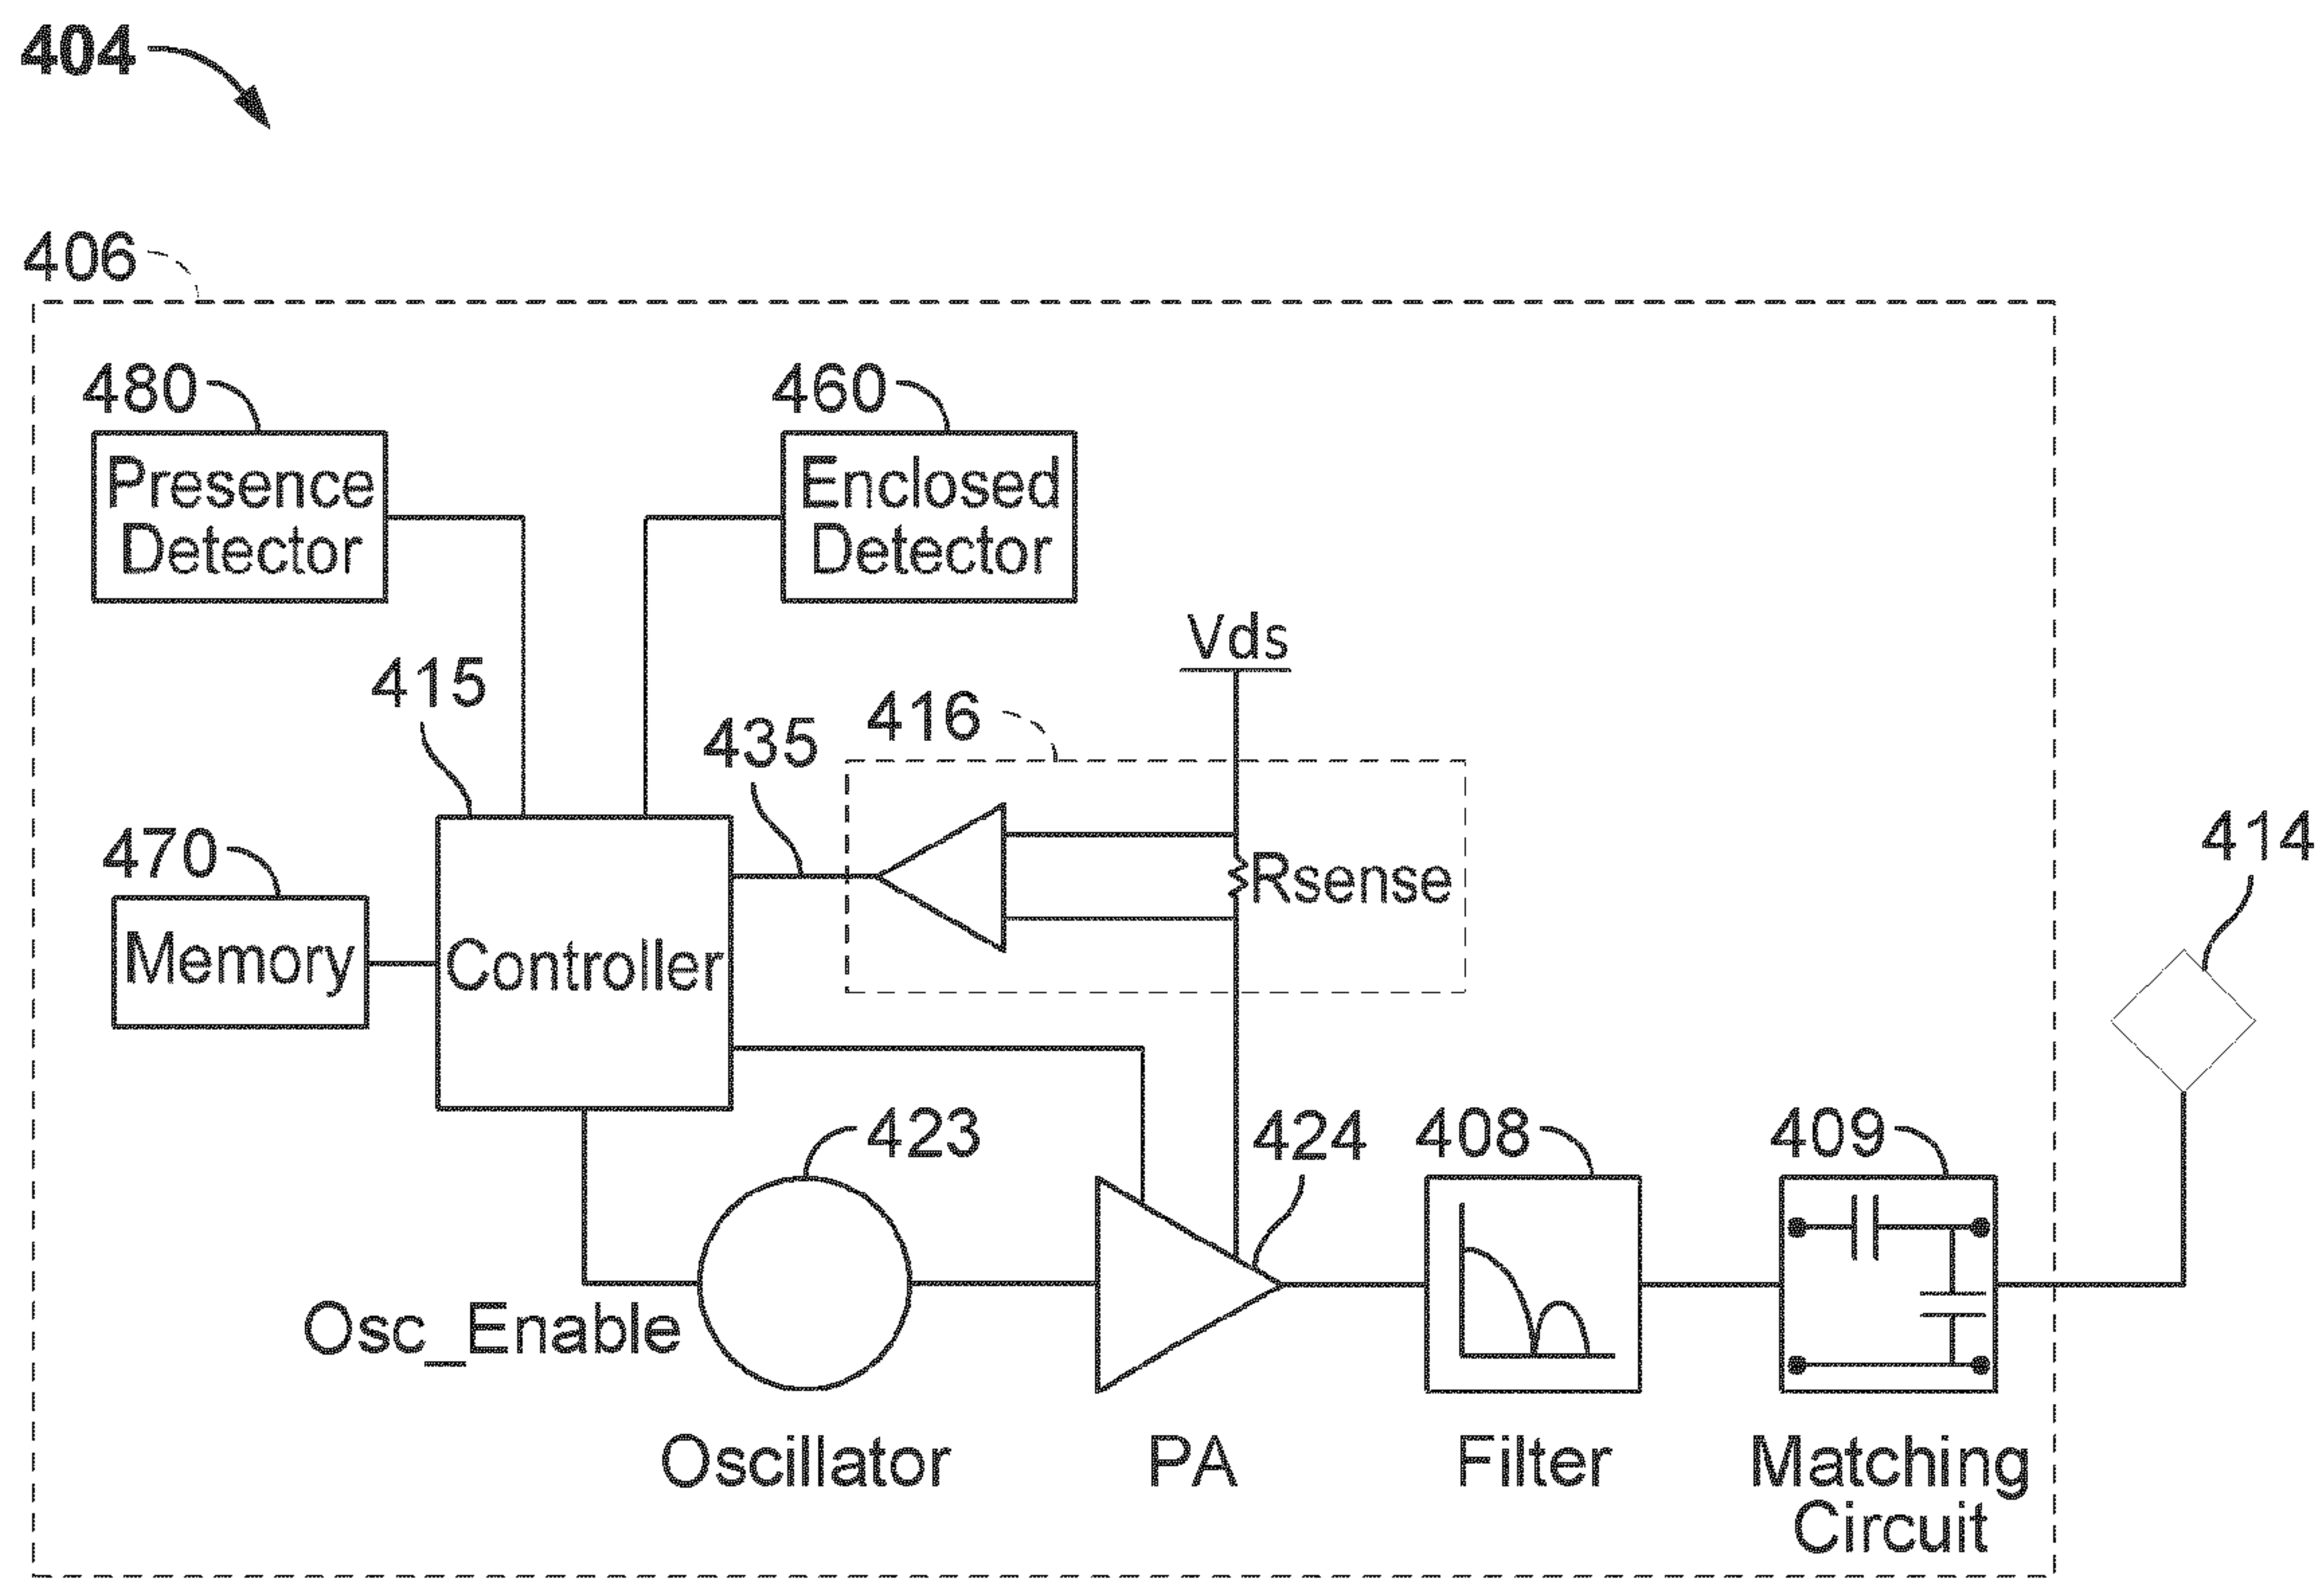 404
406
480
460
Presence
Detector
Enclosed
Detector
Vds
415
416
435
414
470
Rsense
Memory
Controller
423
424
408
409
Osc_Enable
Oscillator
PA
Filter
Matching
Circuit